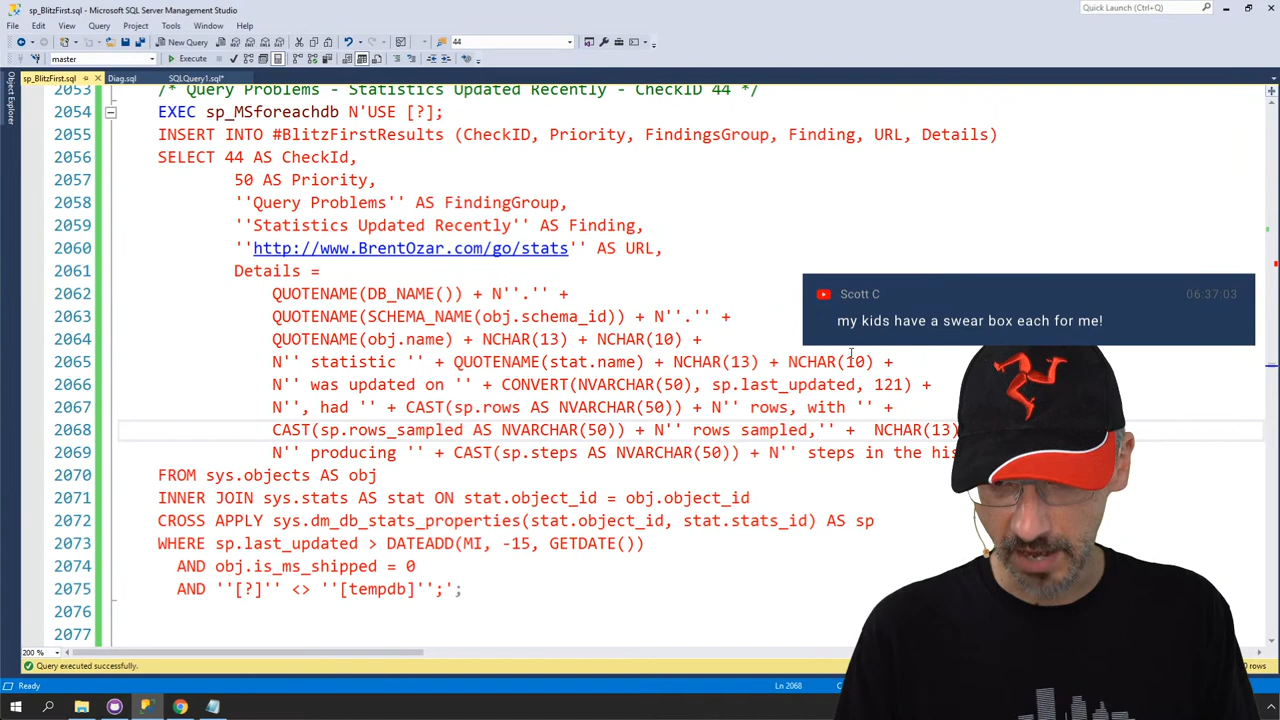 sp_BlitzFirst.sql - Microsoft SQL Server Management Studio
Quick Launch (Ctrl+Q)
File Edit View Query Project Tools Window Help
New Query
44
master
Execute
sp_BlitzFirst.sql
Diag.sql
SQLQuery1.sql*
Object Explorer
2053 /* Query Problems - Statistics Updated Recently - CheckID 44 */
2054 EXEC sp_MSforeachdb N'USE [?];
2055 INSERT INTO #BlitzFirstResults (CheckID, Priority, FindingsGroup, Finding, URL, Details)
2056 SELECT 44 AS CheckId,
2057 50 AS Priority,
2058 ''Query Problems'' AS FindingGroup,
2059 ''Statistics Updated Recently'' AS Finding,
2060 ''http://www.BrentOzar.com/go/stats'' AS URL,
2061 Details =
2062 QUOTENAME(DB_NAME()) + N''.'' +
2063 QUOTENAME(SCHEMA_NAME(obj.schema_id)) + N''.'' +
2064 QUOTENAME(obj.name) + NCHAR(13) + NCHAR(10) +
2065 N'' statistic '' + QUOTENAME(stat.name) + NCHAR(13) + NCHAR(10) +
2066 N'' was updated on '' + CONVERT(NVARCHAR(50), sp.last_updated, 121) +
2067 N'', had '' + CAST(sp.rows AS NVARCHAR(50)) + N'' rows, with '' +
2068 CAST(sp.rows_sampled AS NVARCHAR(50)) + N'' rows sampled,'' + NCHAR(13)
2069 N'' producing '' + CAST(sp.steps AS NVARCHAR(50)) + N'' steps in the his
2070 FROM sys.objects AS obj
2071 INNER JOIN sys.stats AS stat ON stat.object_id = obj.object_id
2072 CROSS APPLY sys.dm_db_stats_properties(stat.object_id, stat.stats_id) AS sp
2073 WHERE sp.last_updated > DATEADD(MI, -15, GETDATE())
2074 AND obj.is_ms_shipped = 0
2075 AND ''[?]'' <> ''[tempdb]'';';
2076
2077
Scott C 06:37:03
my kids have a swear box each for me!
200 %
Query executed successfully.
rows
Ready
Ln 2068